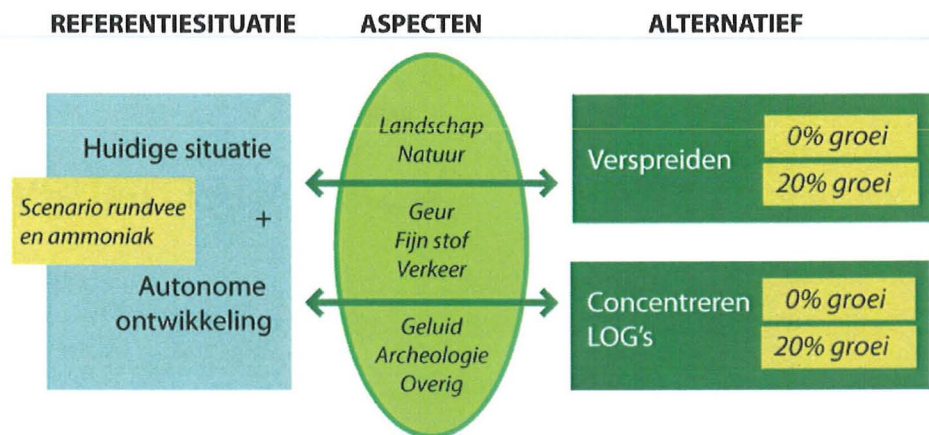 REFERENTIESITUATIE
ASPECTEN
ALTERNATIEF
Huidige situatie
Scenario rundvee
en ammoniak
+
Autonome
ontwikkeling
Landschap
Natuur
Geur
Fijn stof
Verkeer
Geluid
Archeologie
Overig
Verspreiden
0% groei
20% groei
Concentreren
LOG's
0% groei
20% groei